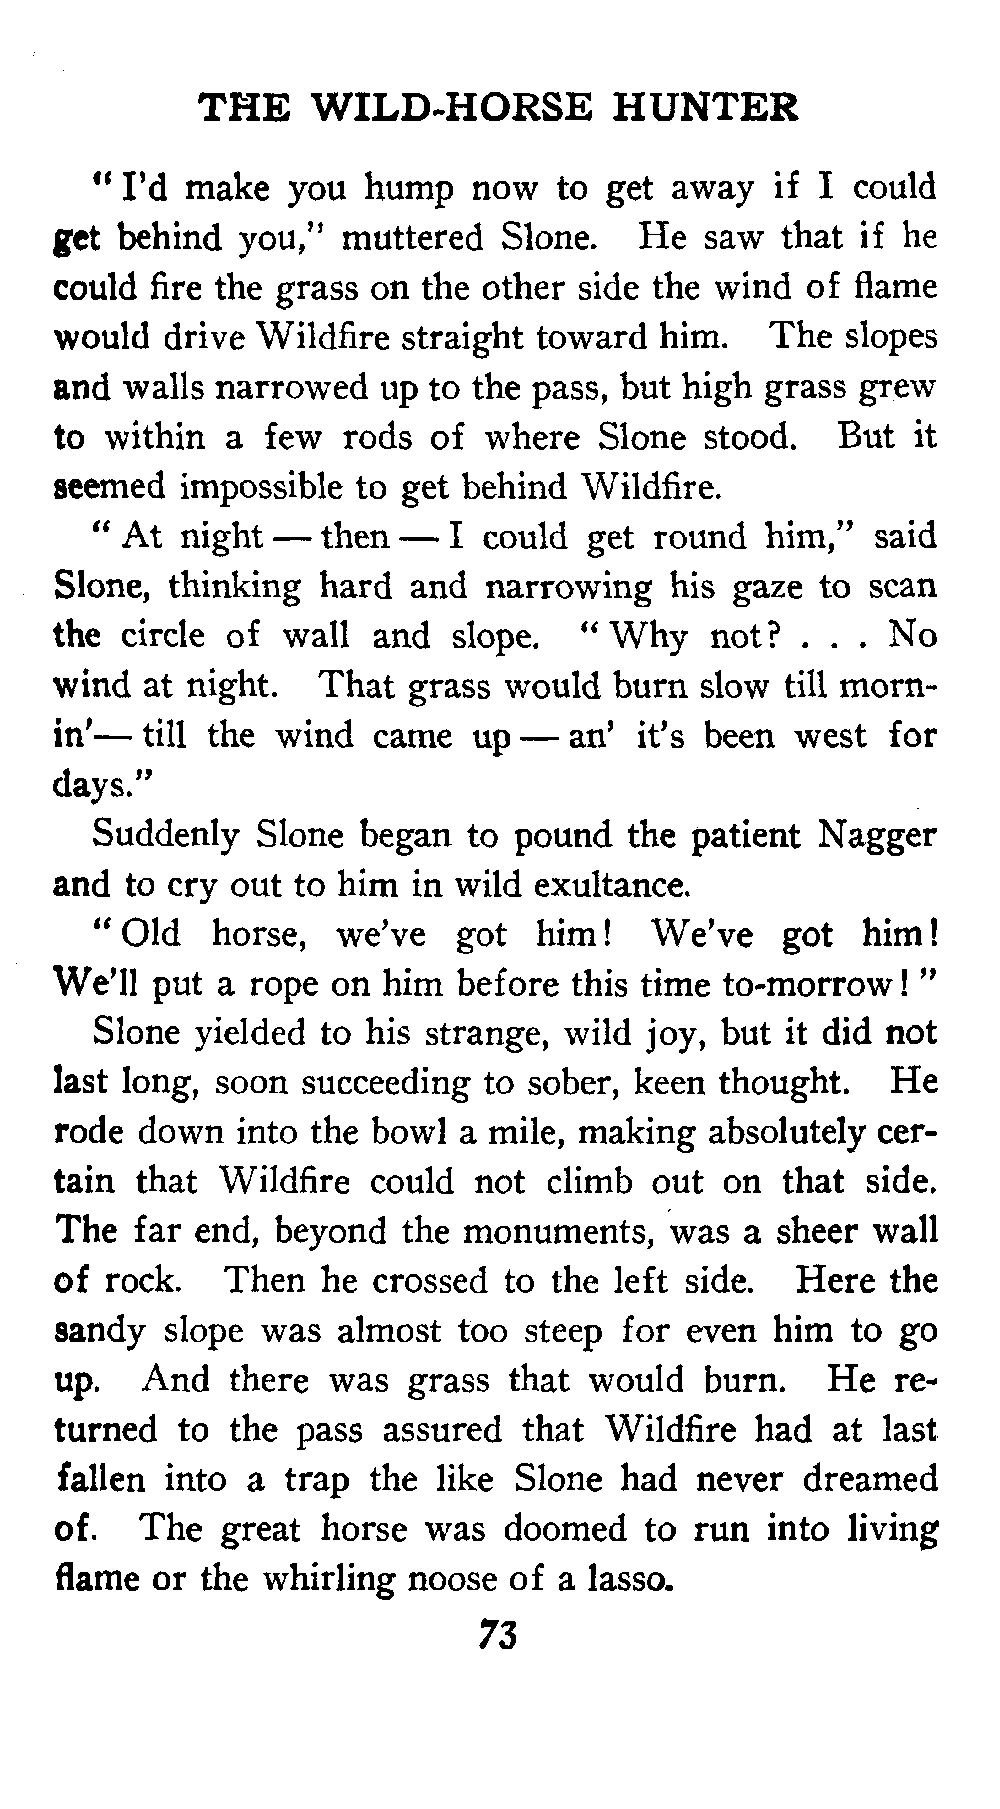 THE WILD-HORSE HUNTER
" I'd make you hump now to get away if I could
get behind you," muttered Slone. He saw that if he
could fire the grass on the other side the wind of flame
would drive Wildfire straight toward him. The slopes
and walls narrowed up to the pass, but high grass grew
to within a few rods of where Slone stood. But it
seemed impossible to get behind Wildfire.
" At night — then — I could get round him," said
Slone, thinking hard and narrowing his gaze to scan
the circle of wall and slope. " Why not? . . . No
wind at night. That grass would burn slow till morn-
in'— till the wind came up — an' it's been west for
days."
Suddenly Slone began to pound the patient Nagger
and to cry out to him in wild exultance.
" Old horse, we've got him! We've got him!
We'll put a rope on him before this time to-morrow! "
Slone yielded to his strange, wild joy, but it did not
last long, soon succeeding to sober, keen thought. He
rode down into the bowl a mile, making absolutely cer-
tain that Wildfire could not climb out on that side.
The far end, beyond the monuments, was a sheer wall
of rock. Then he crossed to the left side. Here the
sandy slope was almost too steep for even him to go
up. And there was grass that would burn. He re-
turned to the pass assured that Wildfire had at last
fallen into a trap the like Slone had never dreamed
of. The great horse was doomed to run into living
flame or the whirling noose of a lasso.
73